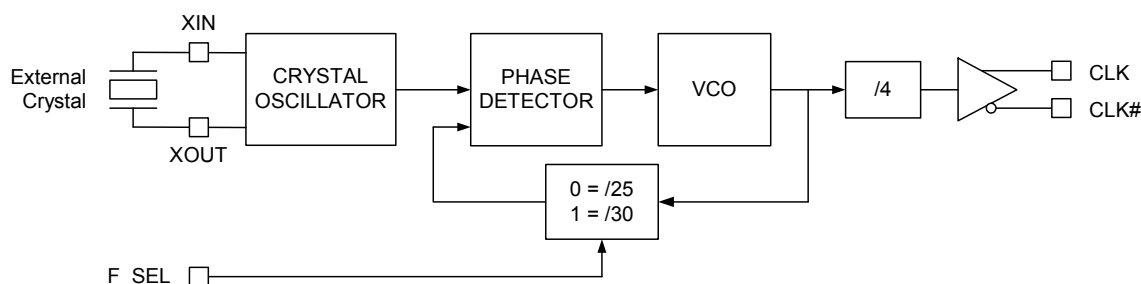 XIN
External
Crystal
XOUT
CRYSTAL
OSCILLATOR
PHASE
DETECTOR
VCO
/4
CLK
CLK#
0 = /25
1 = /30
F_SEL